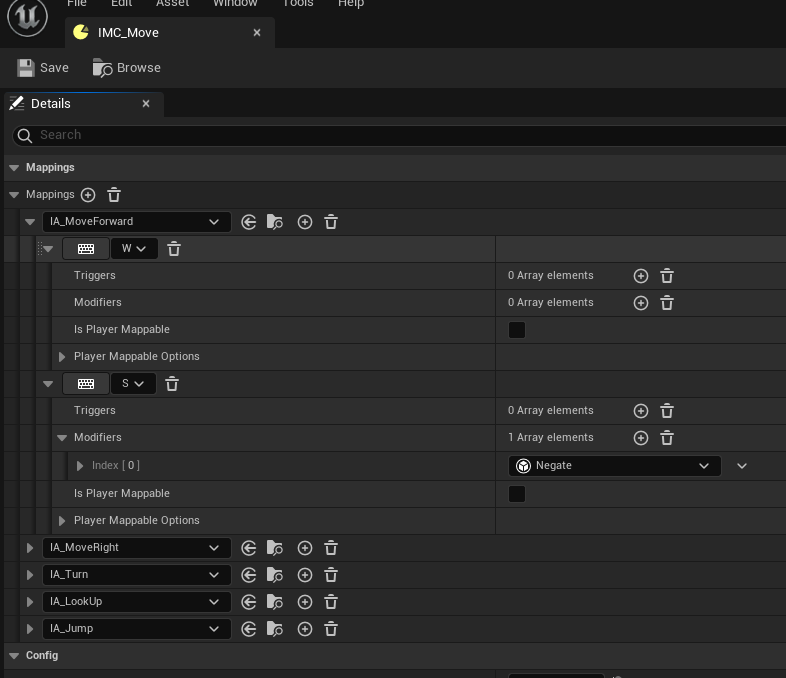 File Edit Asset Window Tools Help
IMC_Move
Save Browse
Details
Search
Mappings
Mappings
IA_MoveForward
W
Triggers 0 Array elements
Modifiers 0 Array elements
Is Player Mappable
Player Mappable Options
S
Triggers 0 Array elements
Modifiers 1 Array elements
Index [ 0 ] Negate
Is Player Mappable
Player Mappable Options
IA_MoveRight
IA_Turn
IA_LookUp
IA_Jump
Config